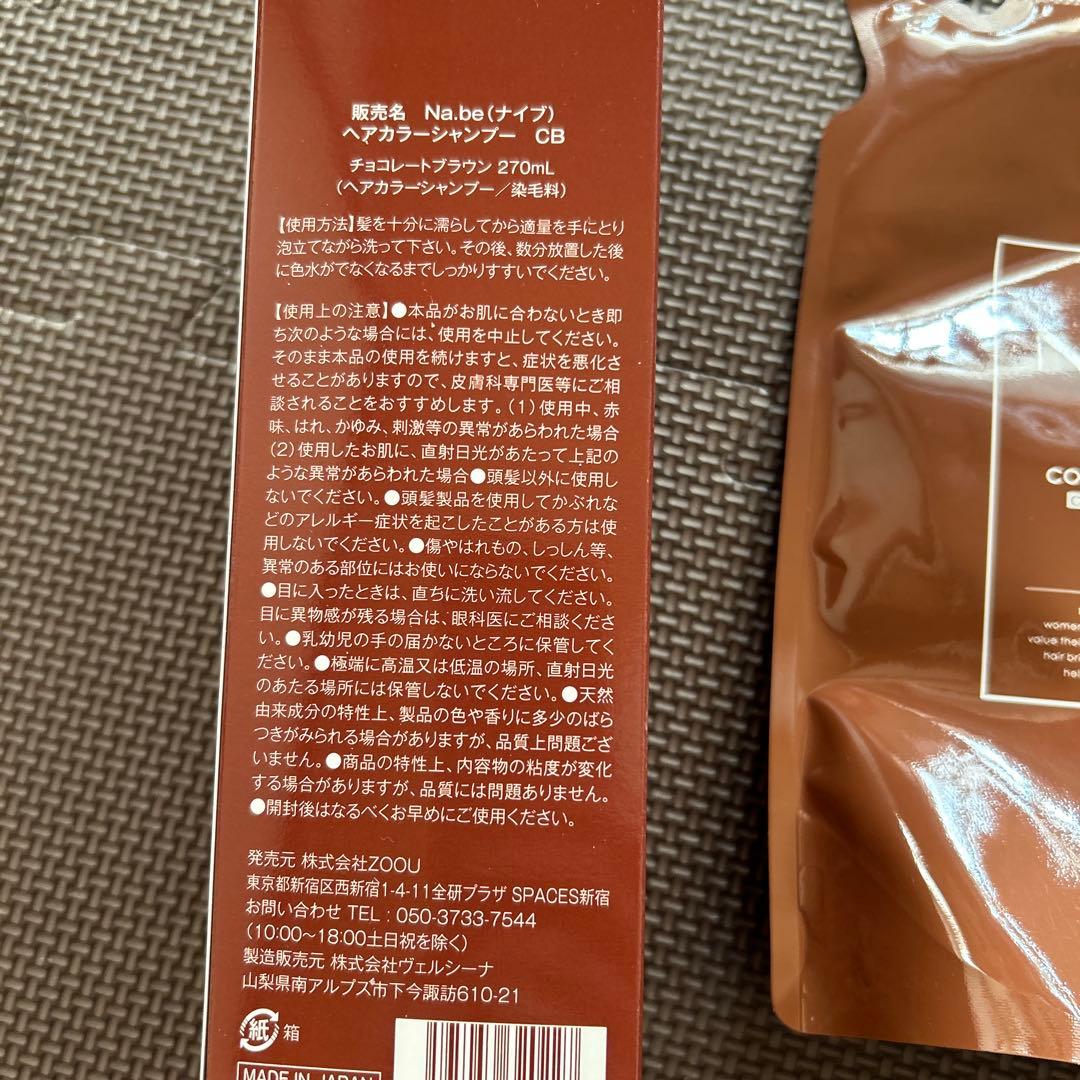 販売名 Na.be(ナイブ)
ヘアカラーシャンプー CB
チョコレートブラウン 270mL
(ヘアカラーシャンプー/染毛料)
【使用方法】髪を十分に濡らしてから適量を手にとり
泡立てながら洗って下さい。その後、数分放置した後
に色水がでなくなるまでしっかりすすいでください。
【使用上の注意】●本品がお肌に合わないとき即
ち次のような場合には、使用を中止してください。
そのまま本品の使用を続けますと、症状を悪化さ
せることがありますので、皮膚科専門医等にご相
談されることをおすすめします。(1)使用中、赤
味、はれ、かゆみ、刺激等の異常があらわれた場合
(2)使用したお肌に、直射日光があたって上記の
ような異常があらわれた場合●頭髪以外に使用し
ないでください。●頭髪製品を使用してかぶれな
どのアレルギー症状を起こしたことがある方は使
用しないでください。●傷やはれもの、しっしん等、
異常のある部位にはお使いにならないでください。
●目に入ったときは、直ちに洗い流してください。
目に異物感が残る場合は、眼科医にご相談くださ
い。●乳幼児の手の届かないところに保管してく
ださい。●極端に高温又は低温の場所、直射日光
のあたる場所には保管しないでください。●天然
由来成分の特性上、製品の色や香りに多少のばら
つきがみられる場合がありますが、品質上問題ござ
いません。●商品の特性上、内容物の粘度が変化
する場合がありますが、品質には問題ありません。
●開封後はなるべくお早めにご使用ください。
発売元 株式会社ZOOU
東京都新宿区西新宿1-4-11全研プラザ SPACES新宿
お問い合わせ TEL : 050-3733-7544
(10:00～18:00土日祝を除く)
製造販売元 株式会社ヴェルシーナ
山梨県南アルプス市下今諏訪610-21
紙 箱
MADE IN JAPAN
CO
wome
value the
hair bri
hel